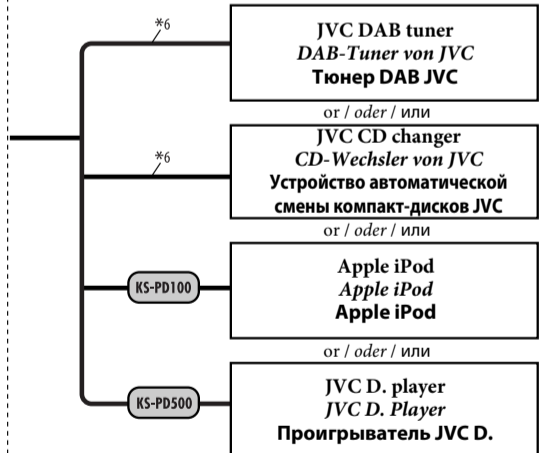 *6
JVC DAB tuner
DAB-Tuner von JVC
Тюнер DAB JVC
or / oder / или
*6
JVC CD changer
CD-Wechsler von JVC
Устройство автоматической
смены компакт-дисков JVC
or / oder / или
KS-PD100
Apple iPod
Apple iPod
Apple iPod
or / oder / или
KS-PD500
JVC D. player
JVC D. Player
Проигрыватель JVC D.